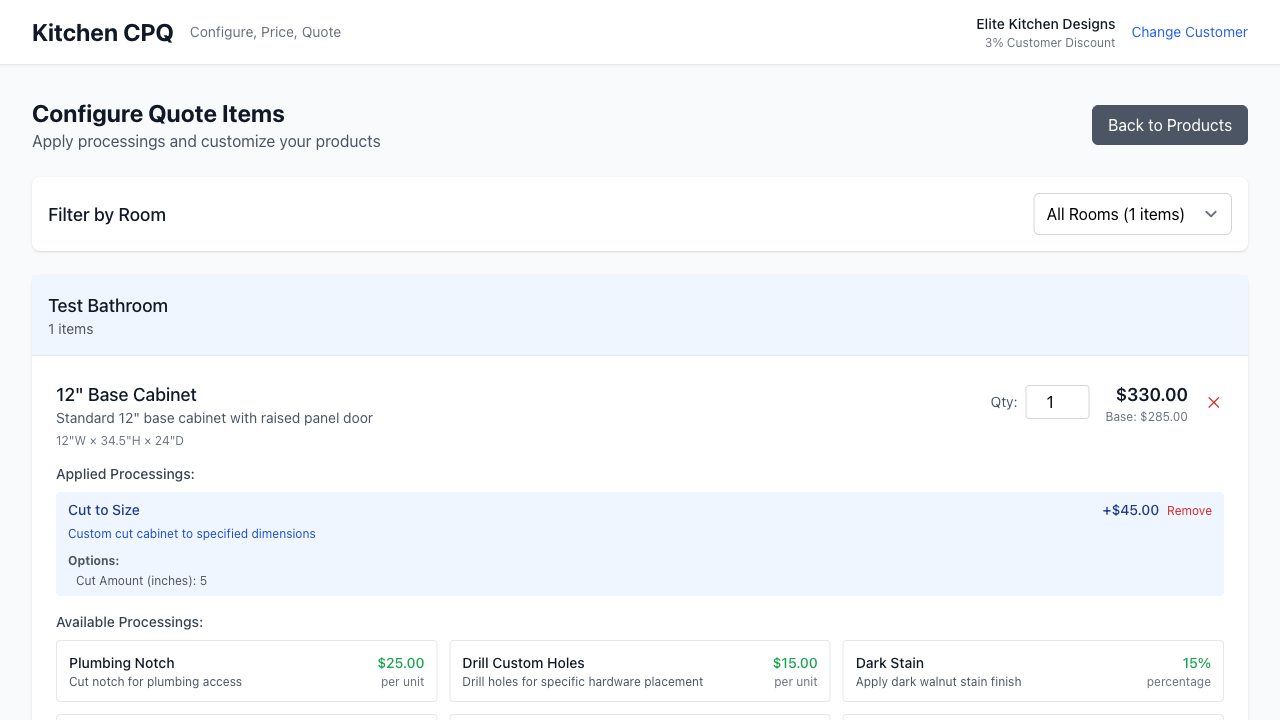 Kitchen CPQ
Configure, Price, Quote
Elite Kitchen Designs
3% Customer Discount
Change Customer
Configure Quote Items
Apply processings and customize your products
Back to Products
Filter by Room
All Rooms (1 items)
Test Bathroom
1 items
12" Base Cabinet
Standard 12" base cabinet with raised panel door
12"W × 34.5"H × 24"D
Qty:
1
$330.00
Base: $285.00
Applied Processings:
Cut to Size
+$45.00
Remove
Custom cut cabinet to specified dimensions
Options:
Cut Amount (inches): 5
Available Processings:
Plumbing Notch
$25.00
Cut notch for plumbing access
per unit
Drill Custom Holes
$15.00
Drill holes for specific hardware placement
per unit
Dark Stain
15%
Apply dark walnut stain finish
percentage